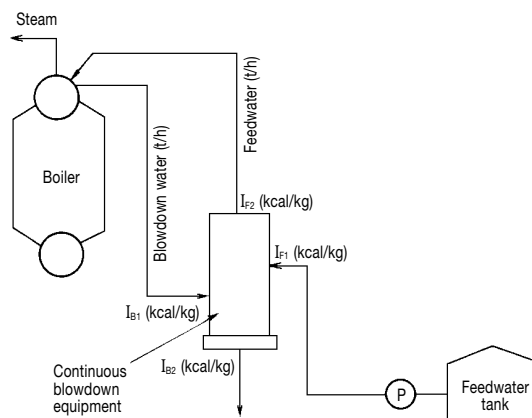 Steam
Boiler
Blowdown water (t/h)
Feedwater (t/h)
I_F2 (kcal/kg)
I_F1 (kcal/kg)
I_B1 (kcal/kg)
I_B2 (kcal/kg)
Continuous
blowdown
equipment
P
Feedwater
tank